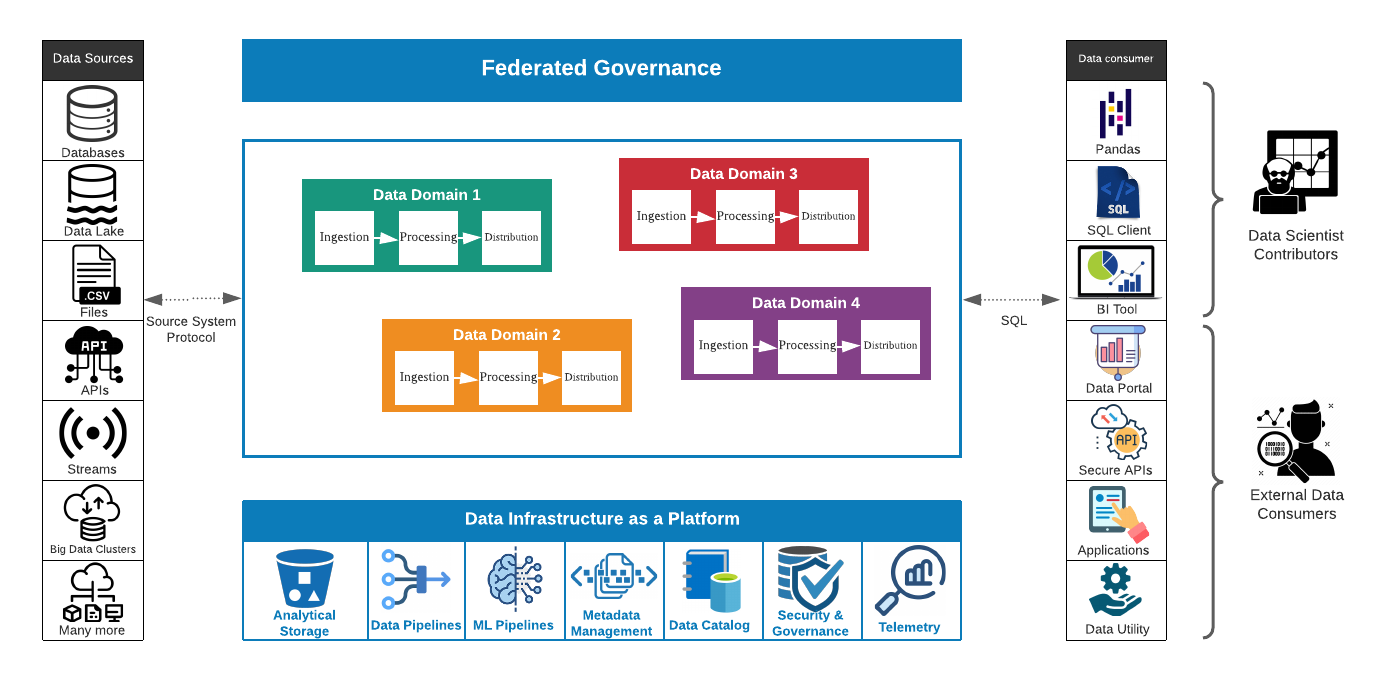 Data Sources
Databases
Data Lake
.CSV
Files
API
APIs
Streams
Big Data Clusters
Many more
Source System
Protocol
Federated Governance
Data Domain 1
Ingestion
Processing
Distribution
Data Domain 3
Ingestion
Processing
Distribution
Data Domain 2
Ingestion
Processing
Distribution
Data Domain 4
Ingestion
Processing
Distribution
Data Infrastructure as a Platform
Analytical
Storage
Data Pipelines
ML Pipelines
Metadata
Management
Data Catalog
Security &
Governance
Telemetry
SQL
Data consumer
Pandas
</>
SQL
SQL Client
BI Tool
Data Portal
API
Secure APIs
Applications
Data Utility
Data Scientist
Contributors
10001010
01110010
01110001
External Data
Consumers